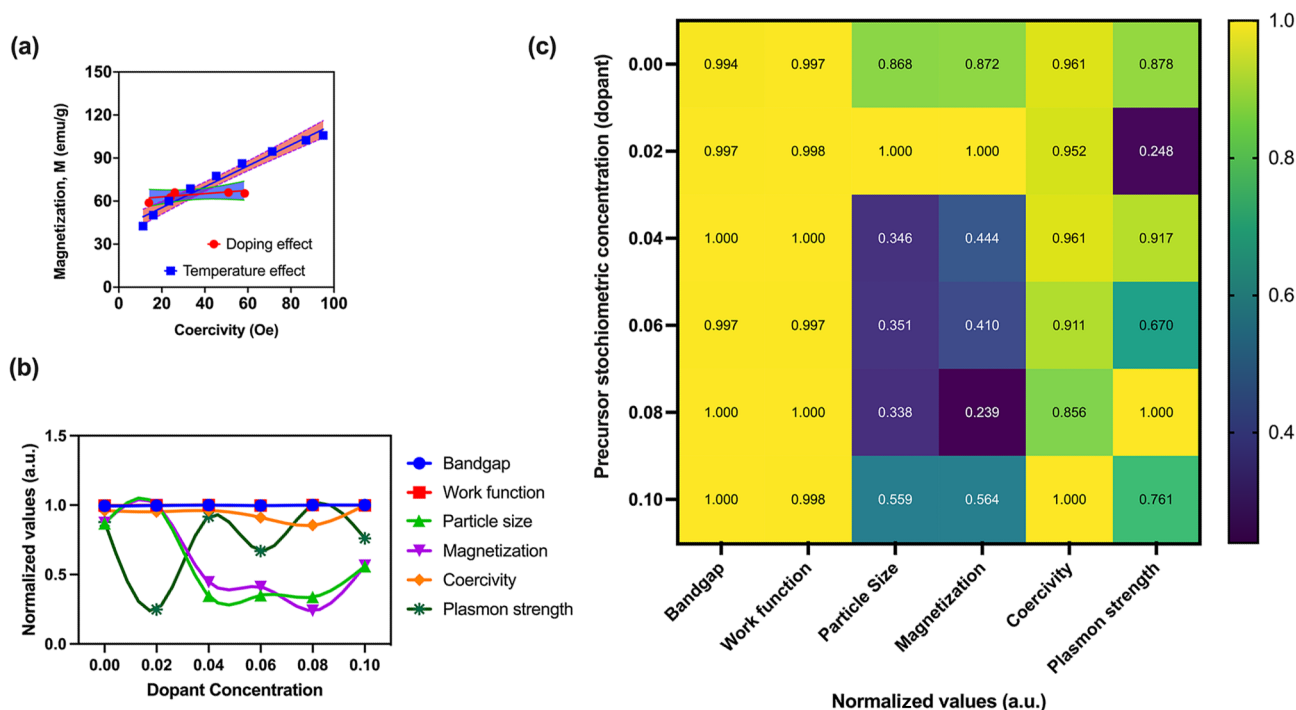 (a)
150
120
90
60
30
0
Magnetization, M (emu/g)
Doping effect
Temperature effect
0 20 40 60 80 100
Coercivity (Oe)
(b)
1.5
1.0
0.5
0.0
Normalized values (a.u.)
0.00 0.02 0.04 0.06 0.08 0.10
Dopant Concentration
Bandgap
Work function
Particle size
Magnetization
Coercivity
Plasmon strength
(c)
Precursor stochiometric concentration (dopant)
0.00 0.994 0.997 0.868 0.872 0.961 0.878
0.02 0.997 0.998 1.000 1.000 0.952 0.248
0.04 1.000 1.000 0.346 0.444 0.961 0.917
0.06 0.997 0.997 0.351 0.410 0.911 0.670
0.08 1.000 1.000 0.338 0.239 0.856 1.000
0.10 1.000 0.998 0.559 0.564 1.000 0.761
Bandgap
Work function
Particle Size
Magnetization
Coercivity
Plasmon strength
Normalized values (a.u.)
1.0
0.8
0.6
0.4